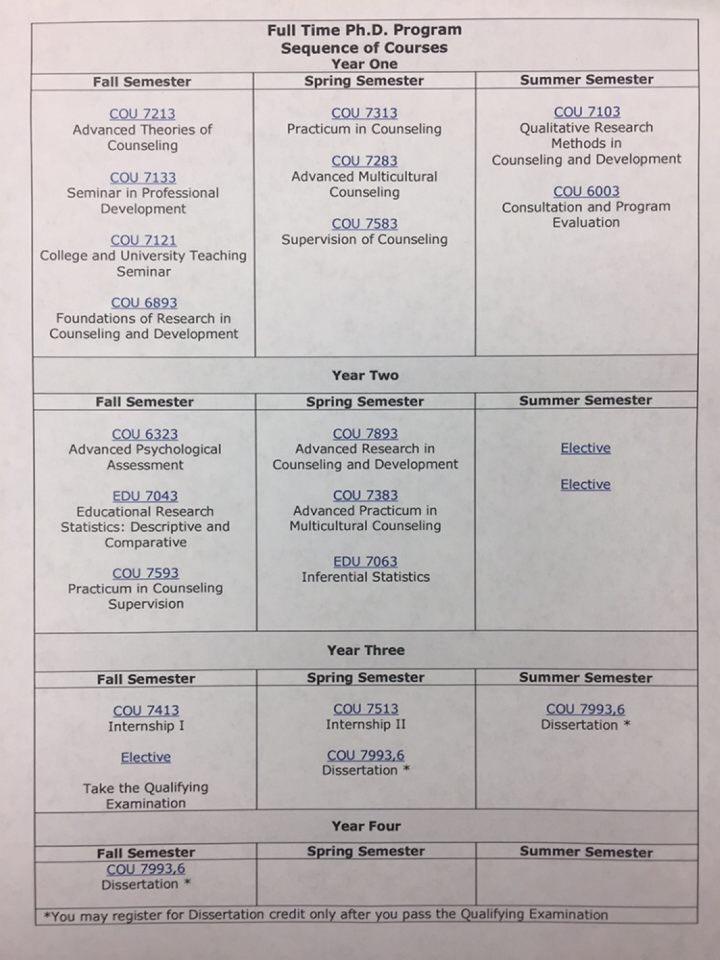 Full Time Ph.D. Program
Sequence of Courses
Year One
Fall Semester
Spring Semester
Summer Semester
COU 7213
Advanced Theories of
Counseling
COU 7133
Seminar in Professional
Development
COU 7121
College and University Teaching
Seminar
COU 6893
Foundations of Research in
Counseling and Development
COU 7313
Practicum in Counseling
COU 7283
Advanced Multicultural
Counseling
COU 7583
Supervision of Counseling
COU 7103
Qualitative Research
Methods in
Counseling and Development
COU 6003
Consultation and Program
Evaluation
Year Two
Fall Semester
Spring Semester
Summer Semester
COU 6323
Advanced Psychological
Assessment
EDU 7043
Educational Research
Statistics: Descriptive and
Comparative
COU 7593
Practicum in Counseling
Supervision
COU 7893
Advanced Research in
Counseling and Development
COU 7383
Advanced Practicum in
Multicultural Counseling
EDU 7063
Inferential Statistics
Elective
Elective
Year Three
Fall Semester
Spring Semester
Summer Semester
COU 7413
Internship I
Elective
Take the Qualifying
Examination
COU 7513
Internship II
COU 7993,6
Dissertation *
COU 7993,6
Dissertation *
Year Four
Fall Semester
Spring Semester
Summer Semester
COU 7993,6
Dissertation *
*You may register for Dissertation credit only after you pass the Qualifying Examination